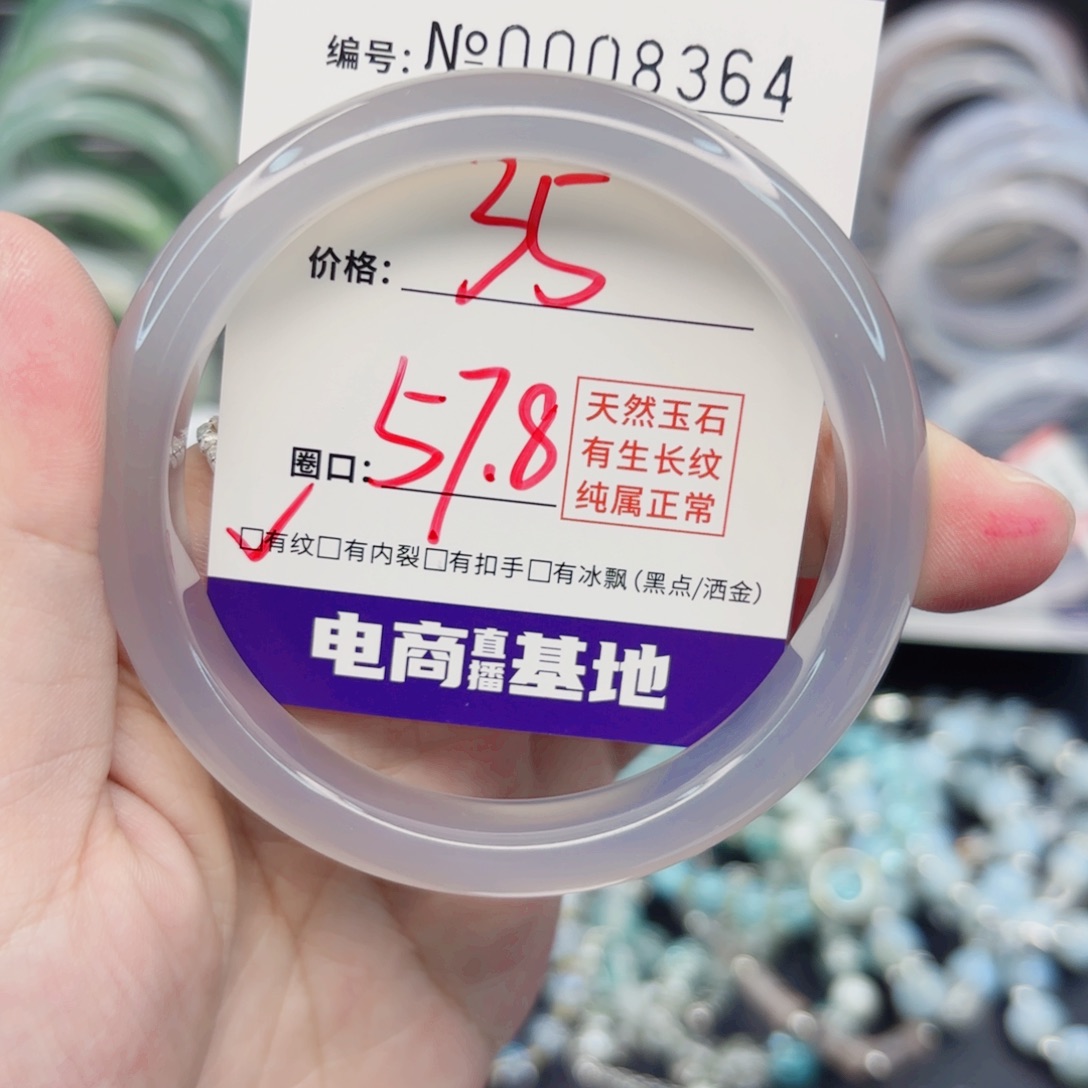 编号: №0008364
价格:
圈口: 57.8
天然玉石
有生长纹
纯属正常
☑有纹□有内裂□有扣手□有冰飘(黑点/洒金)
电商直播基地